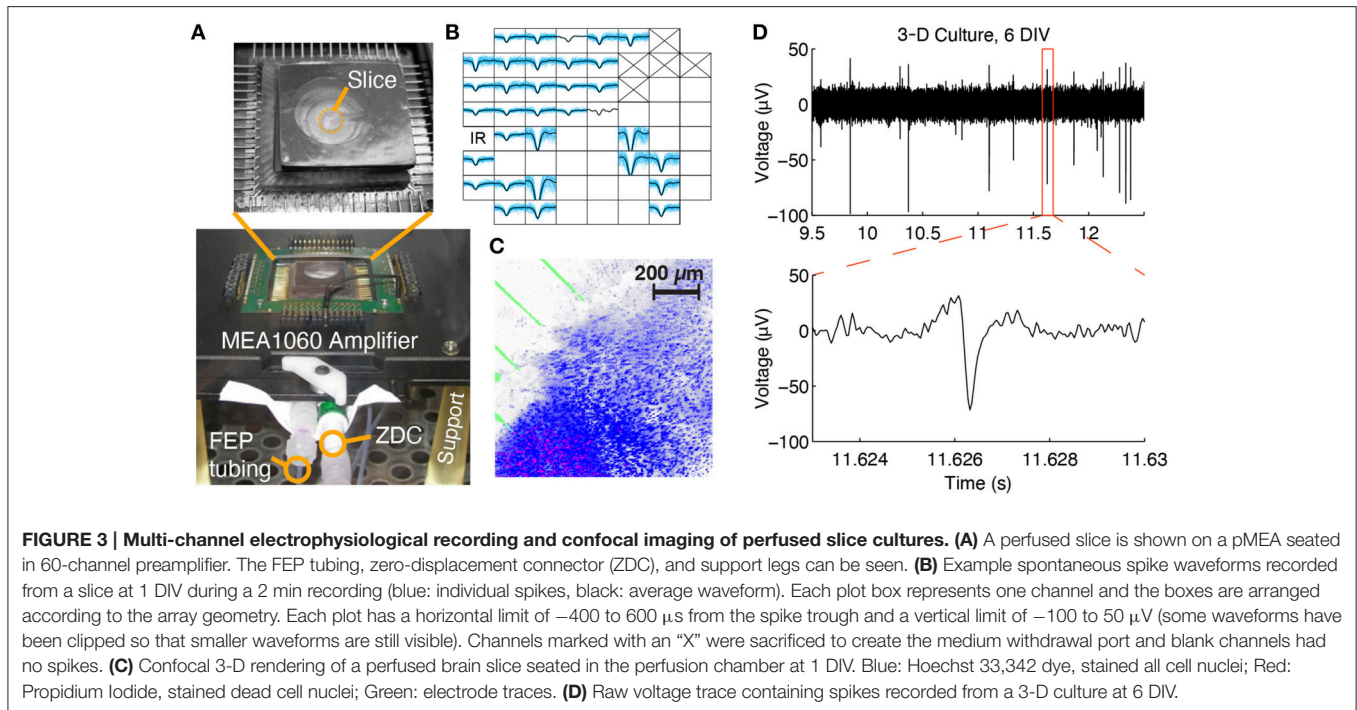 A
Slice
MEA1060 Amplifier
FEP
tubing
ZDC
Support
B
IR
C
200 μm
D
3-D Culture, 6 DIV
50
0
−50
−100
Voltage (μV)
9.5 10 10.5 11 11.5 12
50
0
−50
−100
Voltage (μV)
11.624 11.626 11.628 11.63
Time (s)
FIGURE 3 | Multi-channel electrophysiological recording and confocal imaging of perfused slice cultures. (A) A perfused slice is shown on a pMEA seated
in 60-channel preamplifier. The FEP tubing, zero-displacement connector (ZDC), and support legs can be seen. (B) Example spontaneous spike waveforms recorded
from a slice at 1 DIV during a 2 min recording (blue: individual spikes, black: average waveform). Each plot box represents one channel and the boxes are arranged
according to the array geometry. Each plot has a horizontal limit of −400 to 600 μs from the spike trough and a vertical limit of −100 to 50 μV (some waveforms have
been clipped so that smaller waveforms are still visible). Channels marked with an “X” were sacrificed to create the medium withdrawal port and blank channels had
no spikes. (C) Confocal 3-D rendering of a perfused brain slice seated in the perfusion chamber at 1 DIV. Blue: Hoechst 33,342 dye, stained all cell nuclei; Red:
Propidium Iodide, stained dead cell nuclei; Green: electrode traces. (D) Raw voltage trace containing spikes recorded from a 3-D culture at 6 DIV.